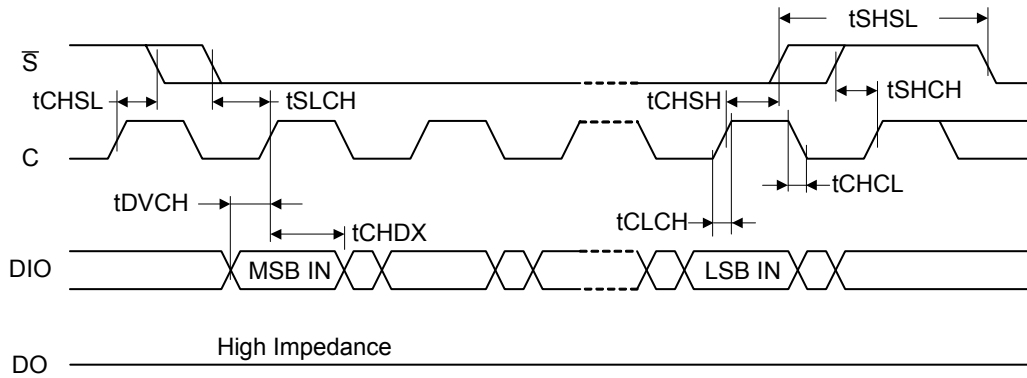 tSHSL
S̅
tCHSL
tSLCH
tCHSH
tSHCH
C
tDVCH
tCHCL
tCLCH
tCHDX
DIO
MSB IN
LSB IN
High Impedance
DO